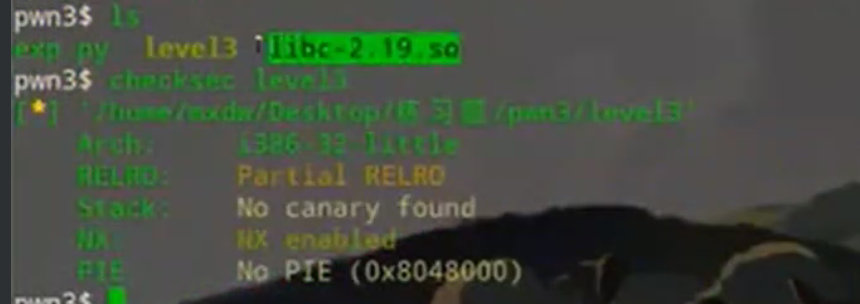 pwn3$ ls
exp py level3 libc-2.19.so
pwn3$ checksec level3
[*] '/home/mxdw/Desktop/练习题/pwn3/level3'
Arch: i386-32-little
RELRO: Partial RELRO
Stack: No canary found
NX: NX enabled
PIE No PIE (0x8048000)
pwn3$